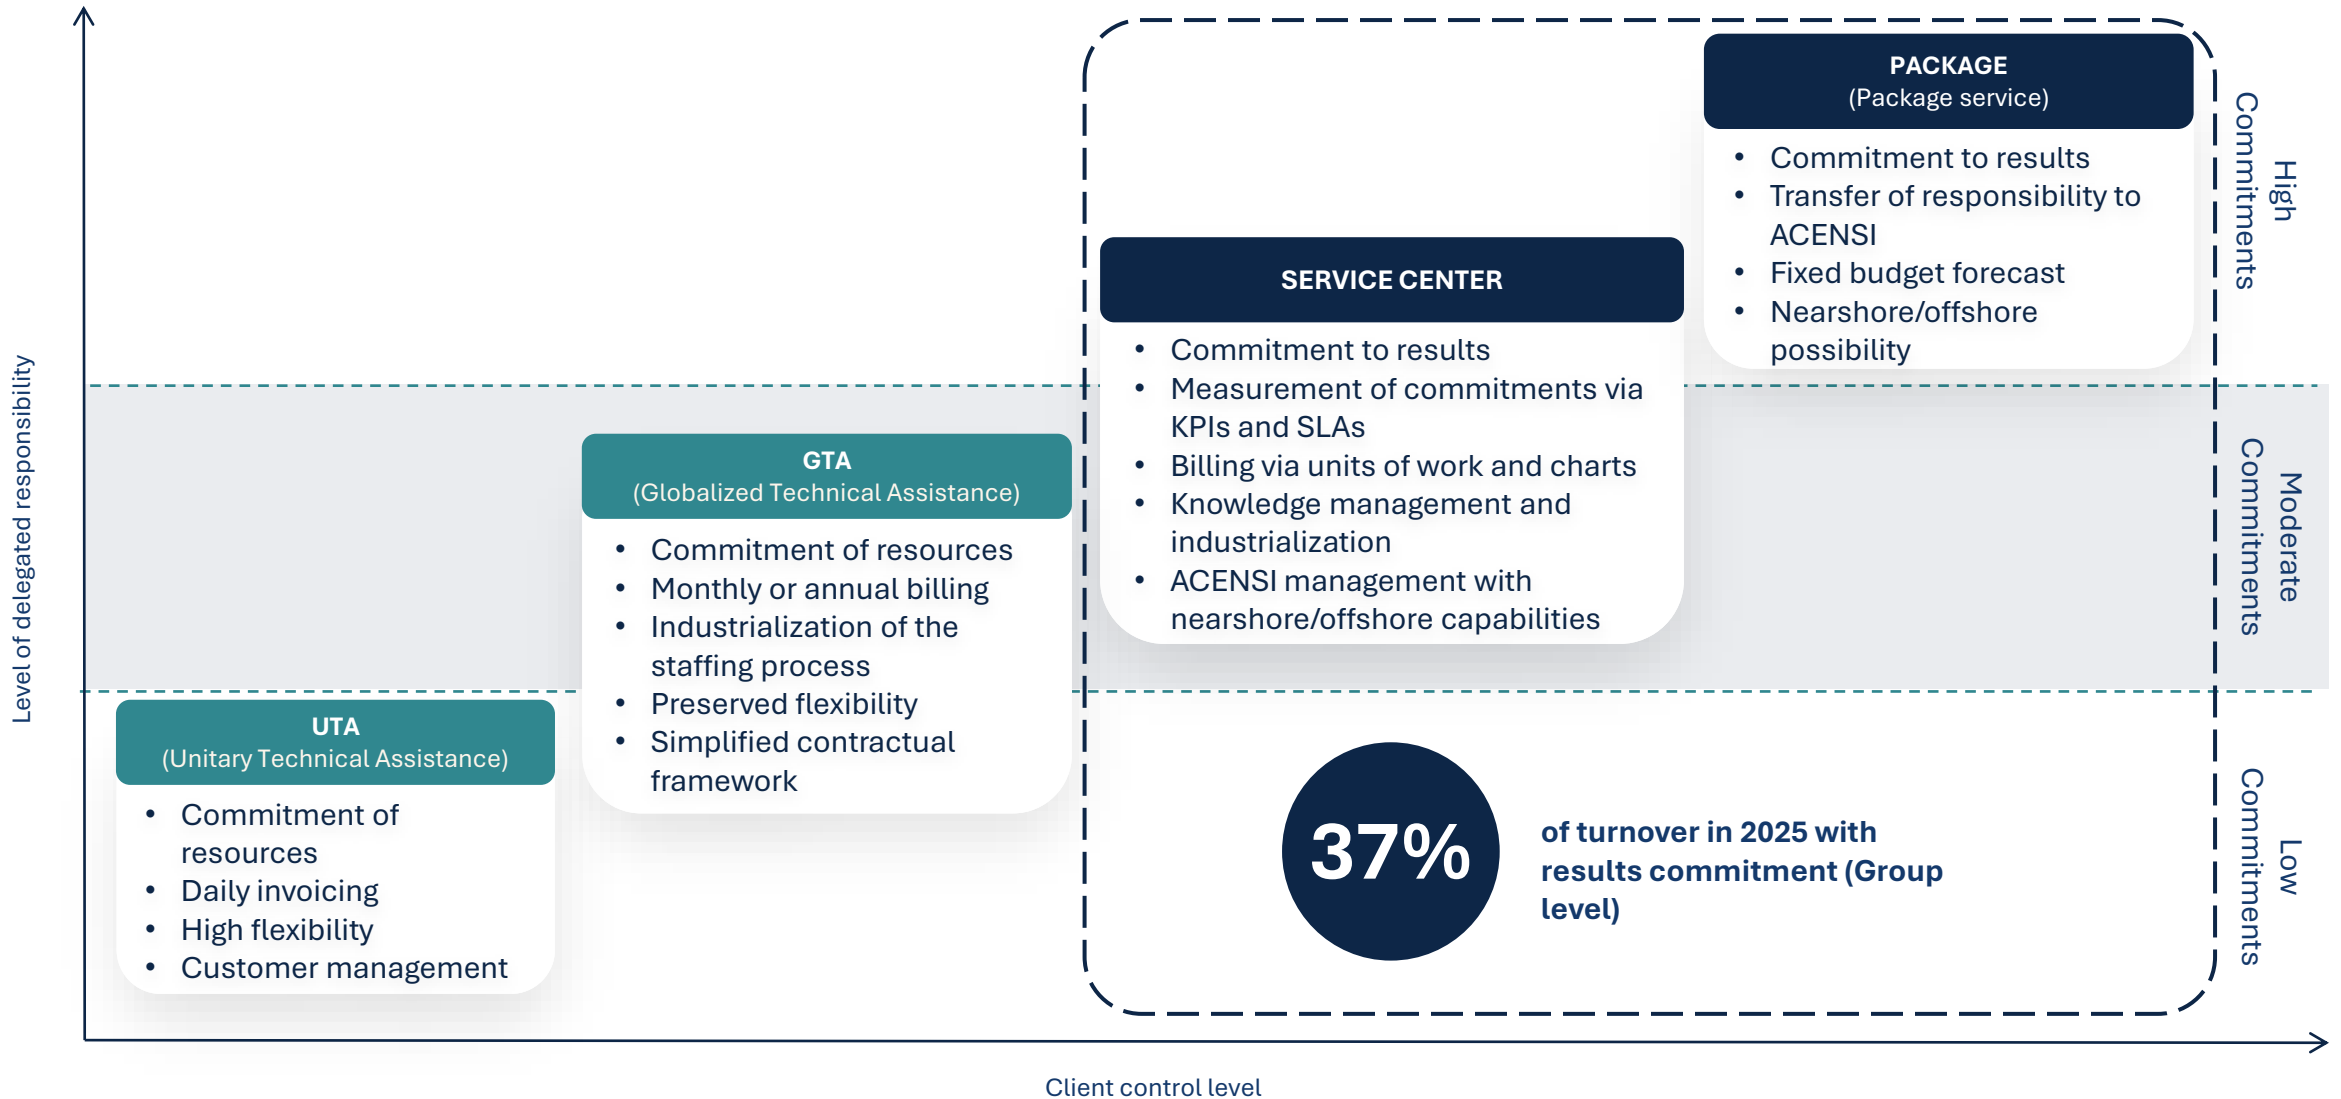 PACKAGE
(Package service)
• Commitment to results
• Transfer of responsibility to
ACENSI
• Fixed budget forecast
• Nearshore/offshore
possibility
High
Commitments
SERVICE CENTER
• Commitment to results
• Measurement of commitments via
KPIs and SLAs
• Billing via units of work and charts
• Knowledge management and
industrialization
• ACENSI management with
nearshore/offshore capabilities
Level of delegated responsibility
GTA
(Globalized Technical Assistance)
• Commitment of resources
• Monthly or annual billing
• Industrialization of the
staffing process
• Preserved flexibility
• Simplified contractual
framework
Moderate
Commitments
UTA
(Unitary Technical Assistance)
• Commitment of
resources
• Daily invoicing
• High flexibility
• Customer management
37%
of turnover in 2025 with
results commitment (Group
level)
Low
Commitments
Client control level